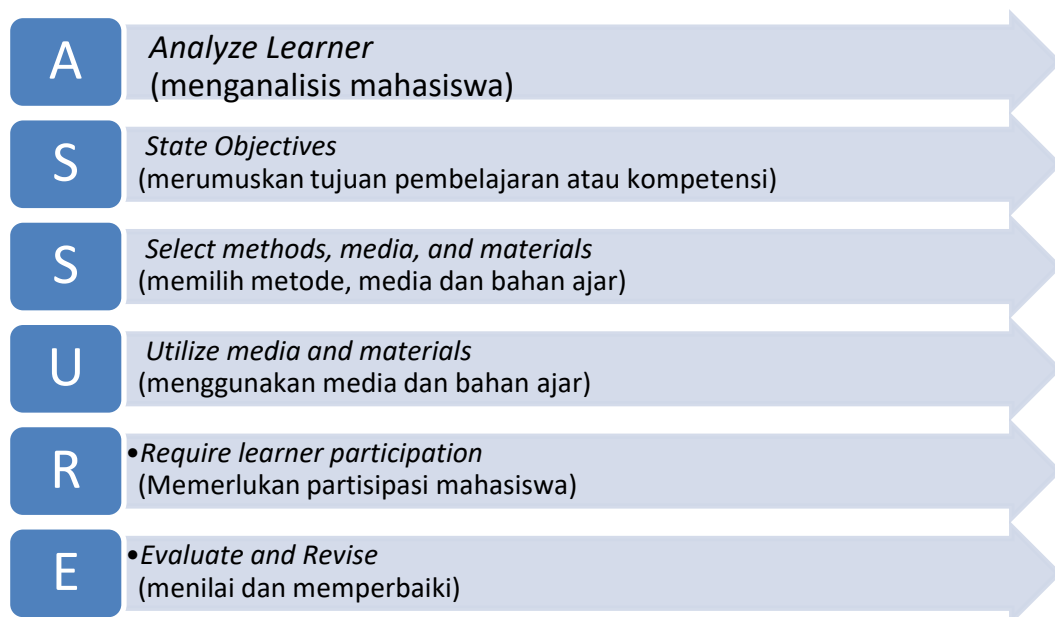 A
Analyze Learner
(menganalisis mahasiswa)
S
State Objectives
(merumuskan tujuan pembelajaran atau kompetensi)
S
Select methods, media, and materials
(memilih metode, media dan bahan ajar)
U
Utilize media and materials
(menggunakan media dan bahan ajar)
R
•Require learner participation
(Memerlukan partisipasi mahasiswa)
E
•Evaluate and Revise
(menilai dan memperbaiki)